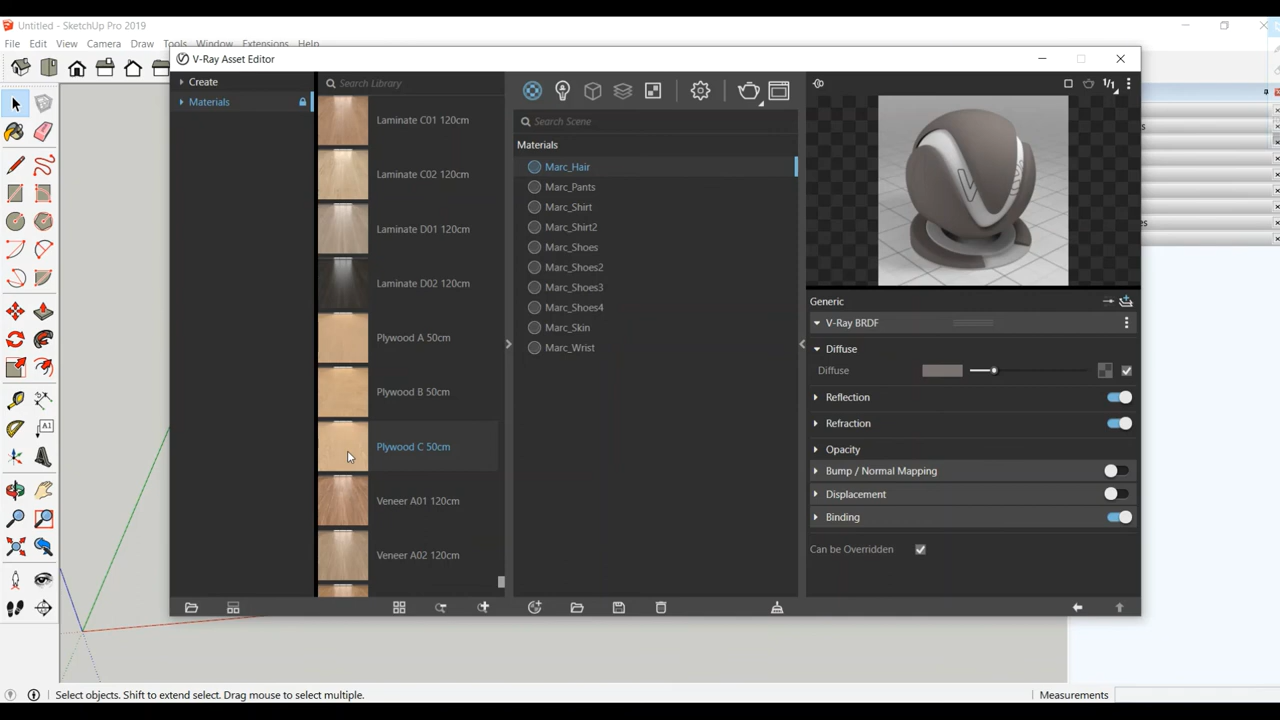 Untitled - SketchUp Pro 2019
File Edit View Camera Draw Tools Window Extensions Help
V-Ray Asset Editor
Create
Materials
Search Library
Laminate C01 120cm
Laminate C02 120cm
Laminate D01 120cm
Laminate D02 120cm
Plywood A 50cm
Plywood B 50cm
Plywood C 50cm
Veneer A01 120cm
Veneer A02 120cm
Search Scene
Materials
Marc_Hair
Marc_Pants
Marc_Shirt
Marc_Shirt2
Marc_Shoes
Marc_Shoes2
Marc_Shoes3
Marc_Shoes4
Marc_Skin
Marc_Wrist
1/1
Generic
V-Ray BRDF
Diffuse
Diffuse
Reflection
Refraction
Opacity
Bump / Normal Mapping
Displacement
Binding
Can be Overridden
A1
Select objects. Shift to extend select. Drag mouse to select multiple.
Measurements